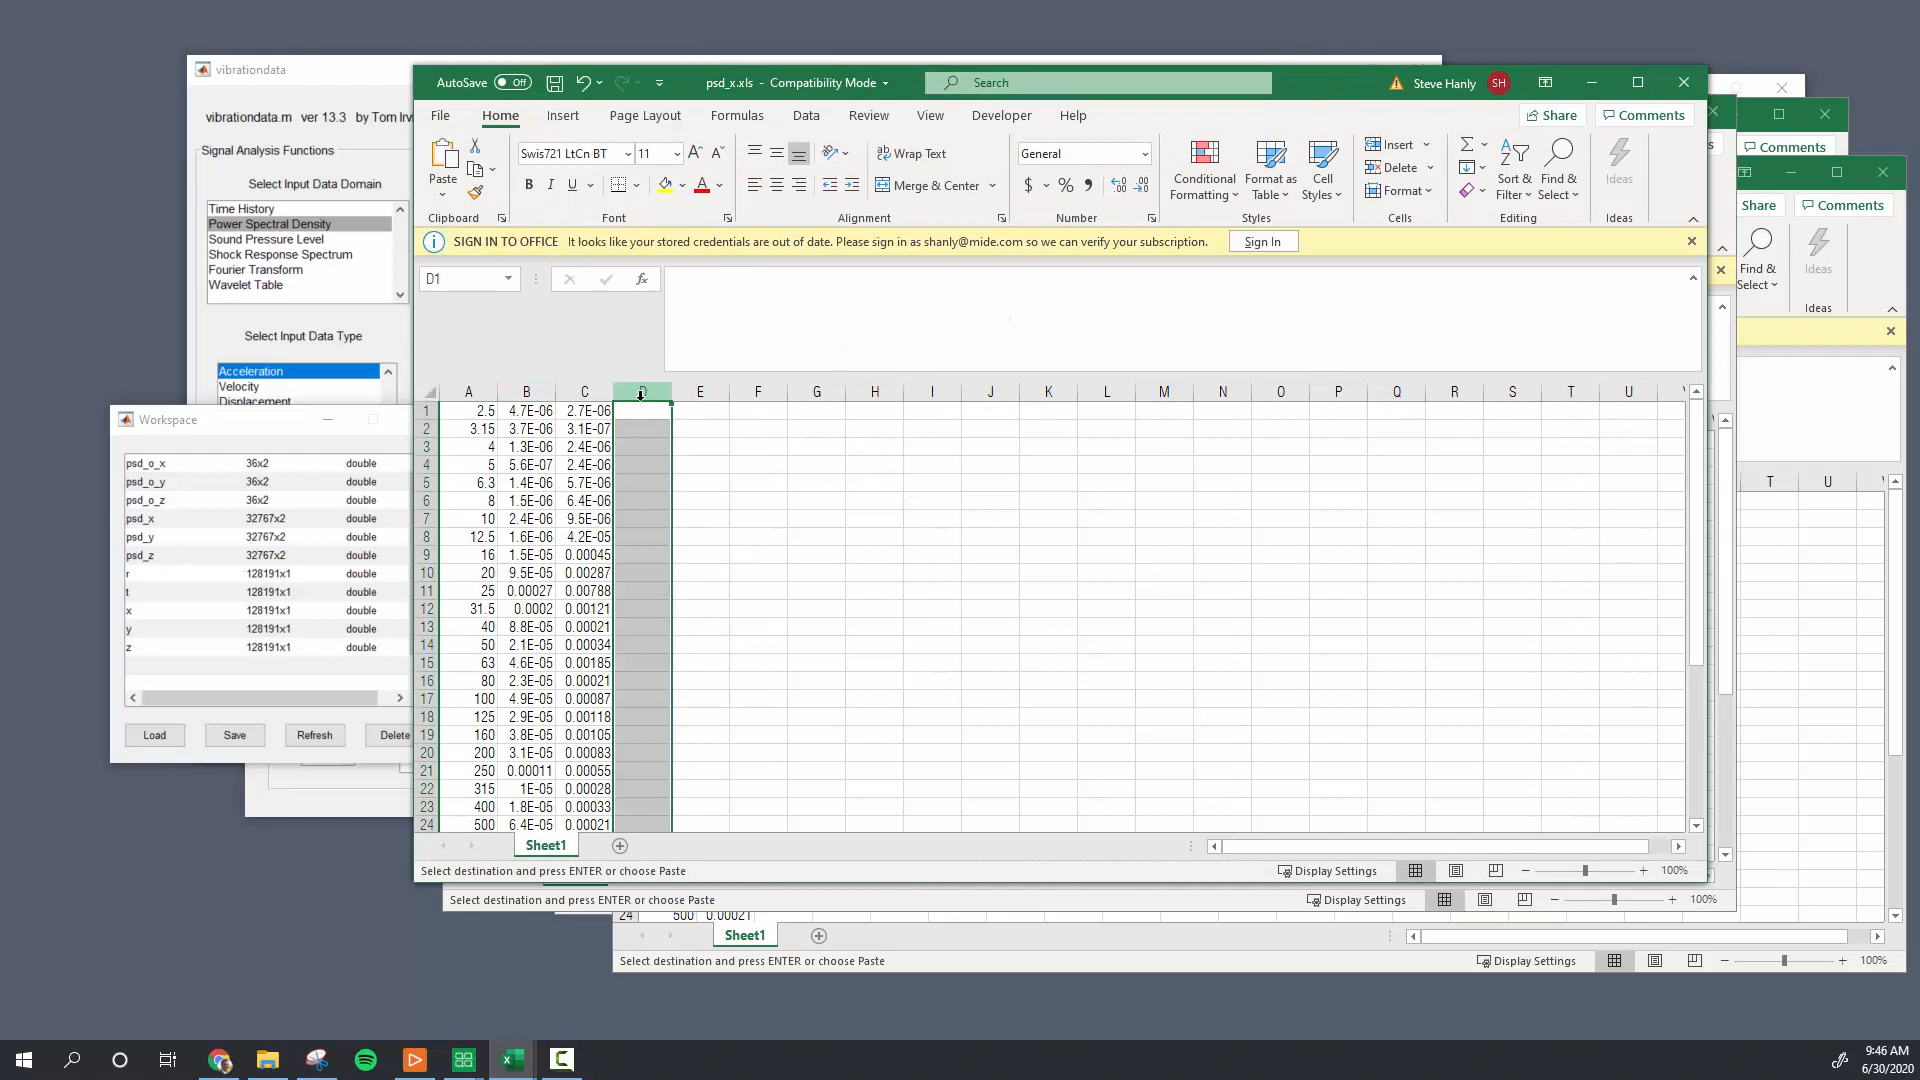 vibrationdata
vibrationdata.m ver 13.3 by Tom Irv
Signal Analysis Functions
Select Input Data Domain
Time History
Power Spectral Density
Sound Pressure Level
Shock Response Spectrum
Fourier Transform
Wavelet Table
Select Input Data Type
Acceleration
Velocity
Displacement
Workspace
psd_o_x 36x2 double
psd_o_y 36x2 double
psd_o_z 36x2 double
psd_x 32767x2 double
psd_y 32767x2 double
psd_z 32767x2 double
r 128191x1 double
t 128191x1 double
x 128191x1 double
y 128191x1 double
z 128191x1 double
Load Save Refresh Delete
AutoSave Off psd_x.xls - Compatibility Mode Search Steve Hanly SH
File Home Insert Page Layout Formulas Data Review View Developer Help Share Comments
Paste
Clipboard
Swis721 LtCn BT 11
B I U
Font
Wrap Text
Merge & Center
Alignment
General
$ % 9
Number
Conditional Formatting
Format as Table
Cell Styles
Styles
Insert
Delete
Format
Cells
Sort & Filter
Find & Select
Editing
Ideas
Ideas
SIGN IN TO OFFICE It looks like your stored credentials are out of date. Please sign in as shanly@mide.com so we can verify your subscription. Sign In
D1 fx
A B C D E F G H I J K L M N O P Q R S T U
1 2.5 4.7E-06 2.7E-06
2 3.15 3.7E-06 3.1E-07
3 4 1.3E-06 2.4E-06
4 5 5.6E-07 2.4E-06
5 6.3 1.4E-06 5.7E-06
6 8 1.5E-06 6.4E-06
7 10 2.4E-06 9.5E-06
8 12.5 1.6E-06 4.2E-05
9 16 1.5E-05 0.00045
10 20 9.5E-05 0.00287
11 25 0.00027 0.00788
12 31.5 0.0002 0.00121
13 40 8.8E-05 0.00021
14 50 2.1E-05 0.00034
15 63 4.6E-05 0.00185
16 80 2.3E-05 0.00021
17 100 4.9E-05 0.00087
18 125 2.9E-05 0.00118
19 160 3.8E-05 0.00105
20 200 3.1E-05 0.00083
21 250 0.00011 0.00055
22 315 1E-05 0.00028
23 400 1.8E-05 0.00033
24 500 6.4E-05 0.00021
Sheet1
Select destination and press ENTER or choose Paste Display Settings 100%
Select destination and press ENTER or choose Paste Display Settings 100%
24 500 0.00021
Sheet1
Select destination and press ENTER or choose Paste Display Settings 100%
Comments
Share Comments
Find & Select
Ideas
Ideas
T U
9:46 AM
6/30/2020